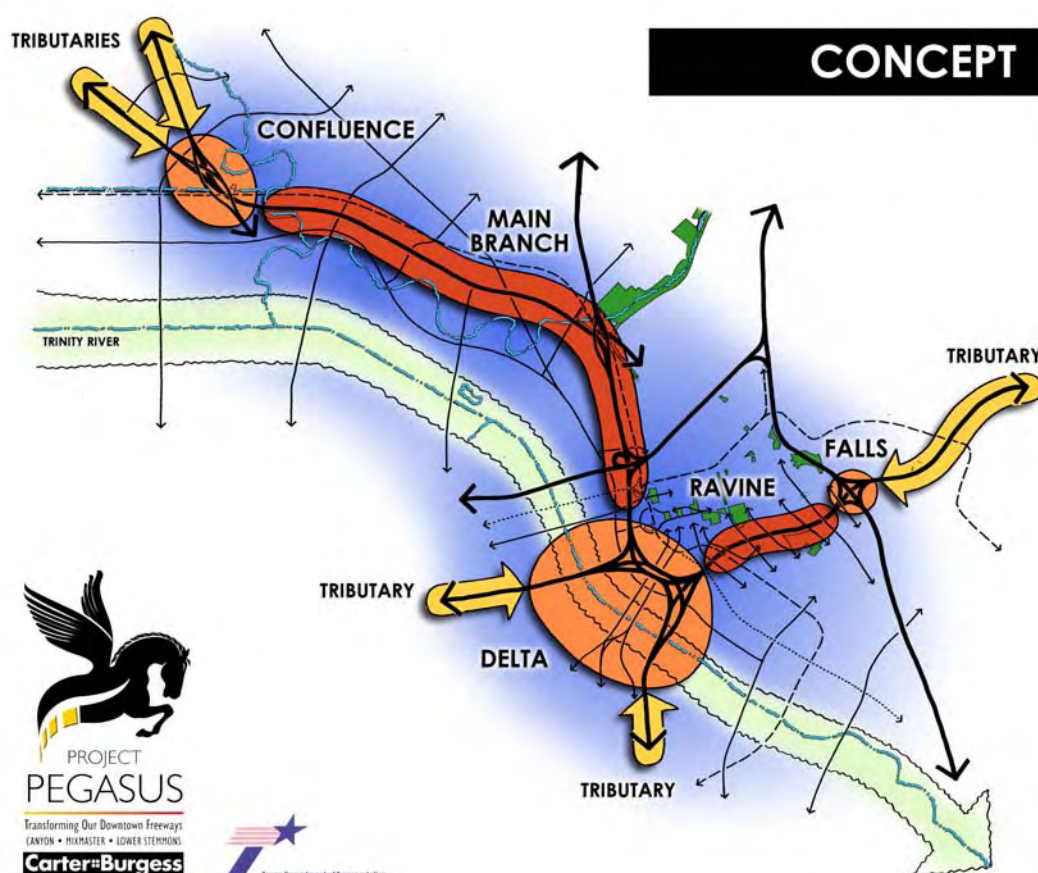 CONCEPT
TRIBUTARIES
CONFLUENCE
MAIN
BRANCH
TRINITY RIVER
TRIBUTARY
FALLS
RAVINE
TRIBUTARY
DELTA
TRIBUTARY
PROJECT
PEGASUS
Transforming Our Downtown Freeways
CANYON • MIXMASTER • LOWER STEMMONS
Carter::Burgess